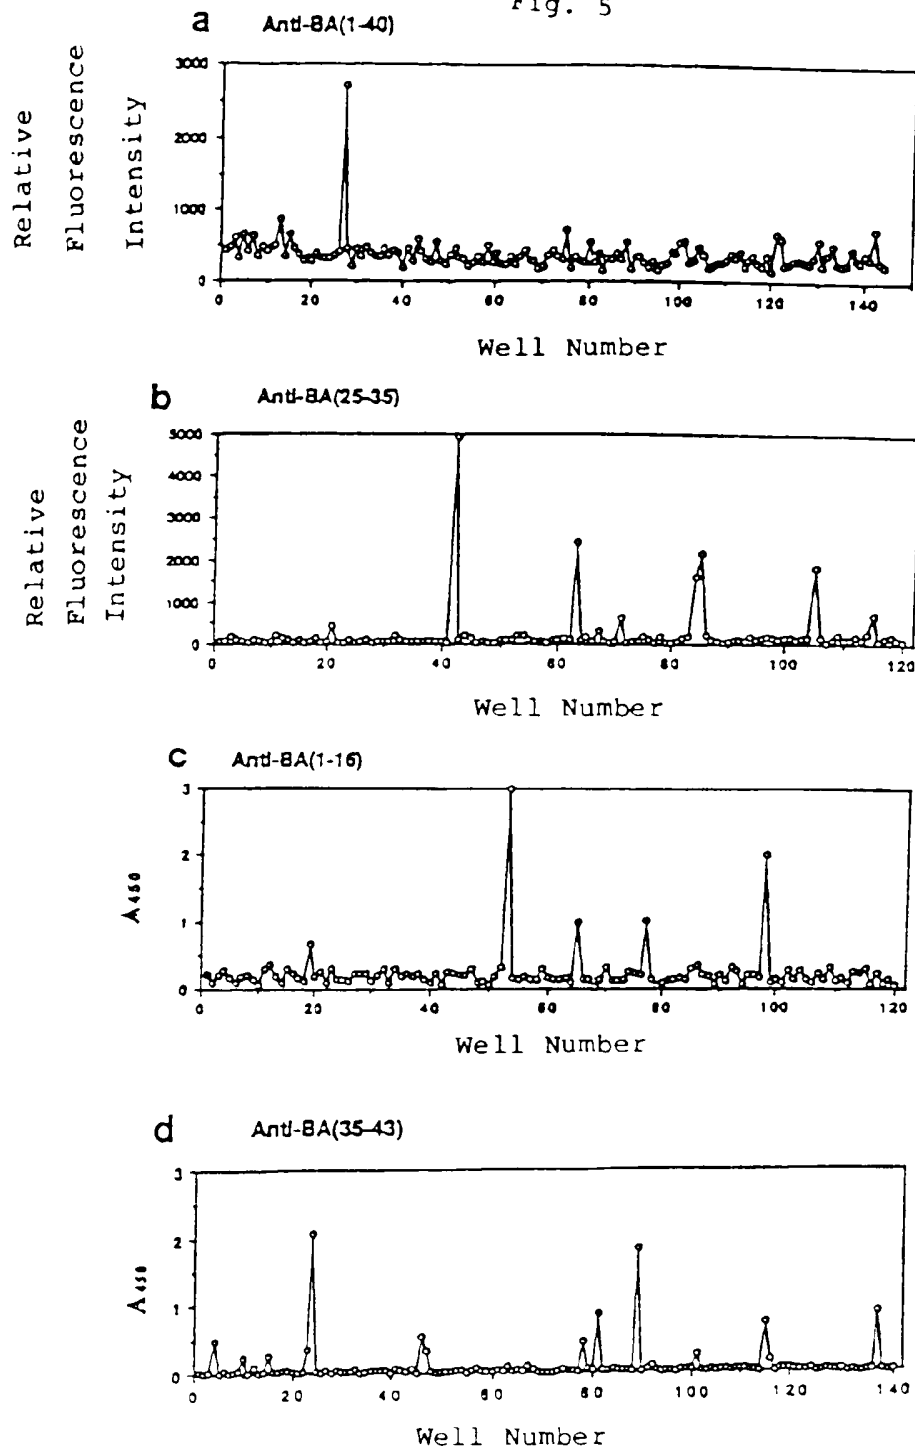 Fig. 5
a Anti-BA(1-40)
Relative
Fluorescence
Intensity
3000
2000
1000
0
0 20 40 60 80 100 120 140
Well Number
b Anti-BA(25-35)
Relative
Fluorescence
Intensity
5000
4000
3000
2000
1000
0
0 20 40 60 80 100 120
Well Number
c Anti-BA(1-16)
A450
3
2
1
0
0 20 40 60 80 100 120
Well Number
d Anti-BA(35-43)
A450
3
2
1
0
0 20 40 60 80 100 120 140
Well Number